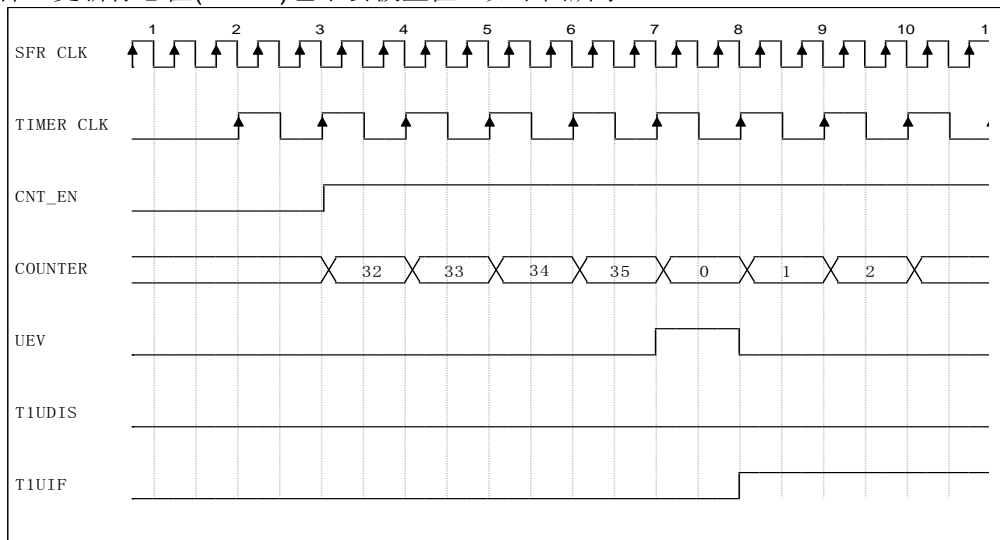 1 2 3 4 5 6 7 8 9 10 1
SFR CLK
TIMER CLK
CNT_EN
COUNTER 32 33 34 35 0 1 2
UEV
T1UDIS
T1UIF